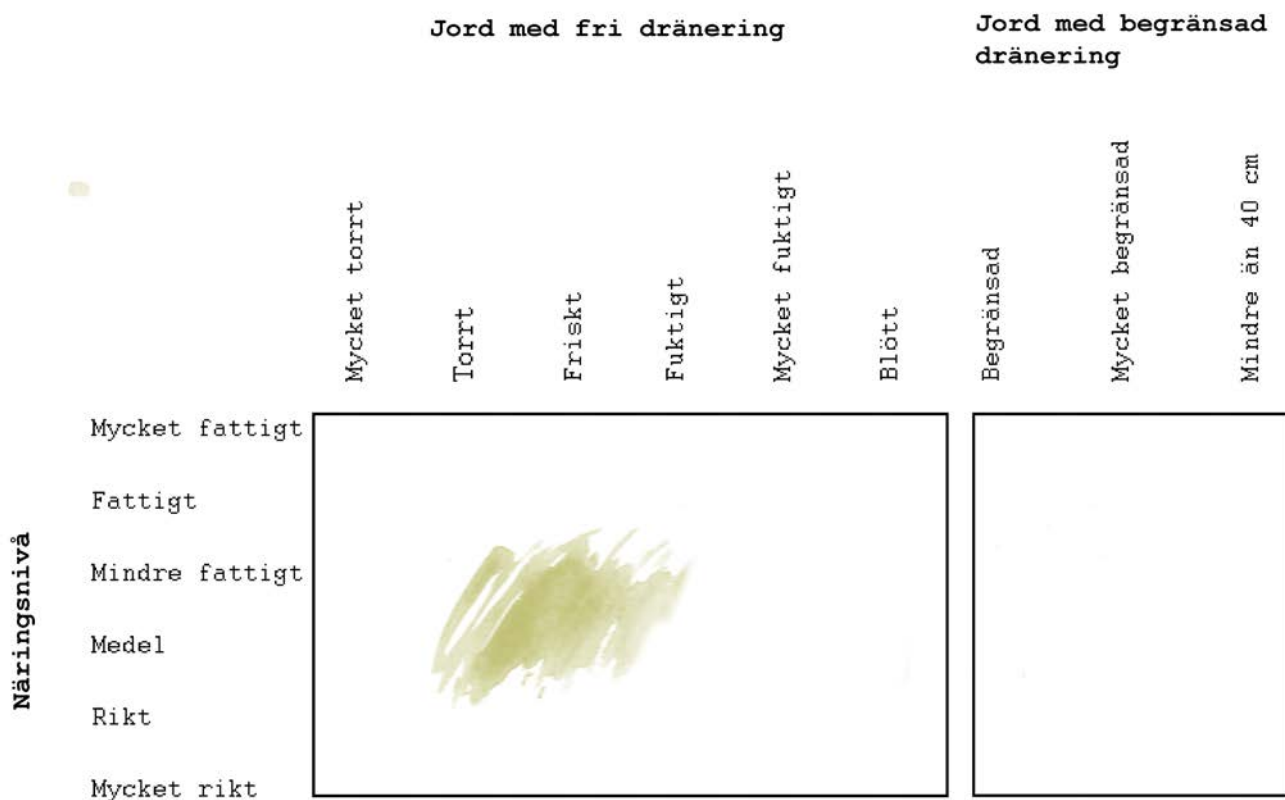 Jord med fri dränering
Jord med begränsad
dränering
Mycket torrt
Torrt
Friskt
Fuktigt
Mycket fuktigt
Blött
Begränsad
Mycket begränsad
Mindre än 40 cm
Näringsnivå
Mycket fattigt
Fattigt
Mindre fattigt
Medel
Rikt
Mycket rikt